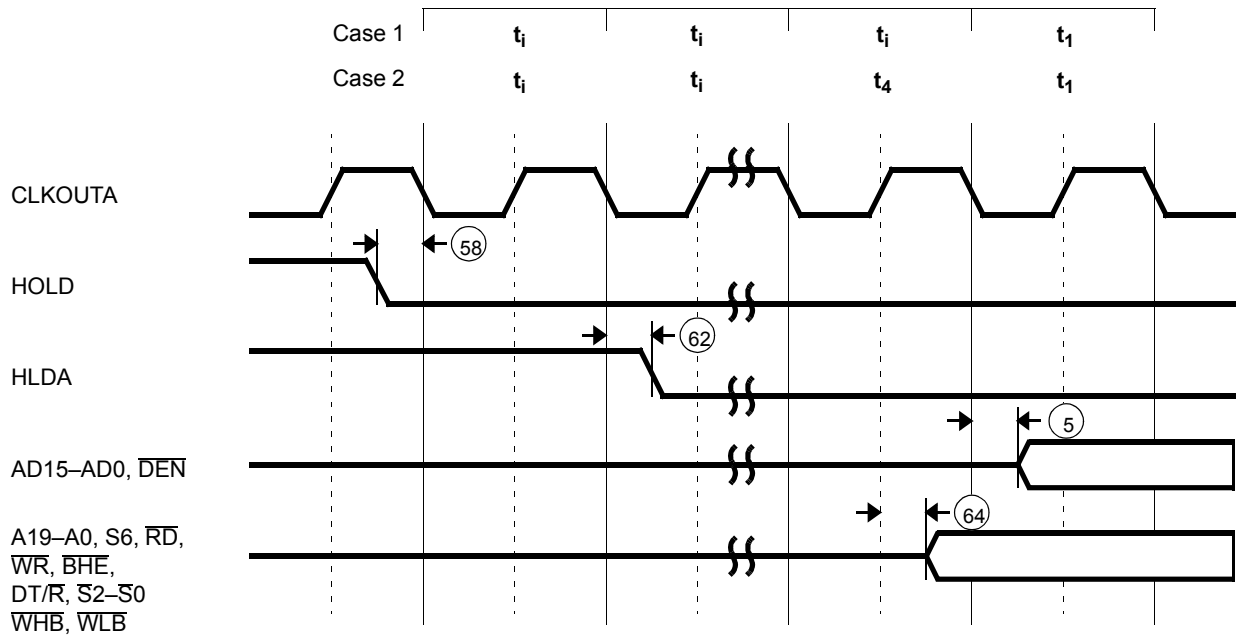 Case 1 ti ti ti t1
Case 2 ti ti t4 t1
CLKOUTA
58
HOLD
62
HLDA
5
AD15–AD0, D̅E̅N̅
64
A19–A0, S6, R̅D̅,
W̅R̅, B̅H̅E̅,
DT/R̅, S̅2–S̅0
W̅H̅B̅, W̅L̅B̅